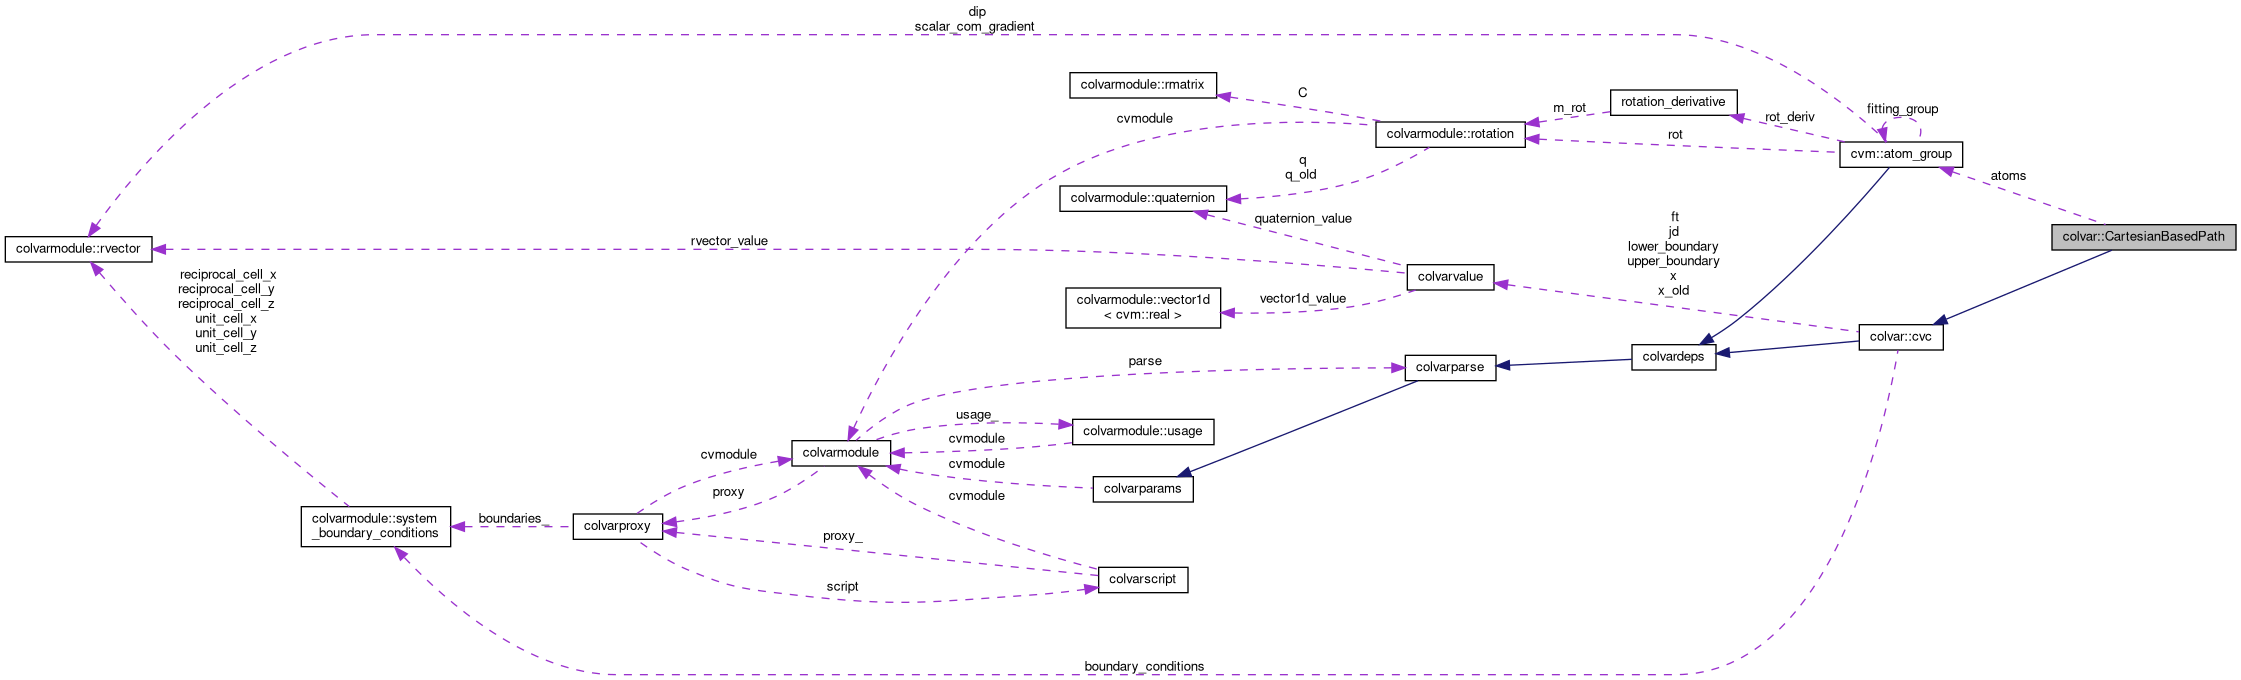 dip
scalar_com_gradient
colvarmodule::rmatrix
C
cvmodule
m_rot
rotation_derivative
rot_deriv
fitting_group
colvarmodule::rotation
rot
cvm::atom_group
q
q_old
atoms
colvarmodule::quaternion
quaternion_value
ft
jd
lower_boundary
upper_boundary
x
x_old
colvar::CartesianBasedPath
colvarmodule::rvector
rvector_value
colvarvalue
reciprocal_cell_x
reciprocal_cell_y
reciprocal_cell_z
unit_cell_x
unit_cell_y
unit_cell_z
colvarmodule::vector1d
< cvm::real >
vector1d_value
colvar::cvc
colvardeps
parse
colvarparse
usage_
colvarmodule::usage
cvmodule
colvarmodule
cvmodule
cvmodule
colvarparams
proxy
cvmodule
colvarmodule::system
_boundary_conditions
boundaries_
colvarproxy
proxy_
script
colvarscript
boundary_conditions